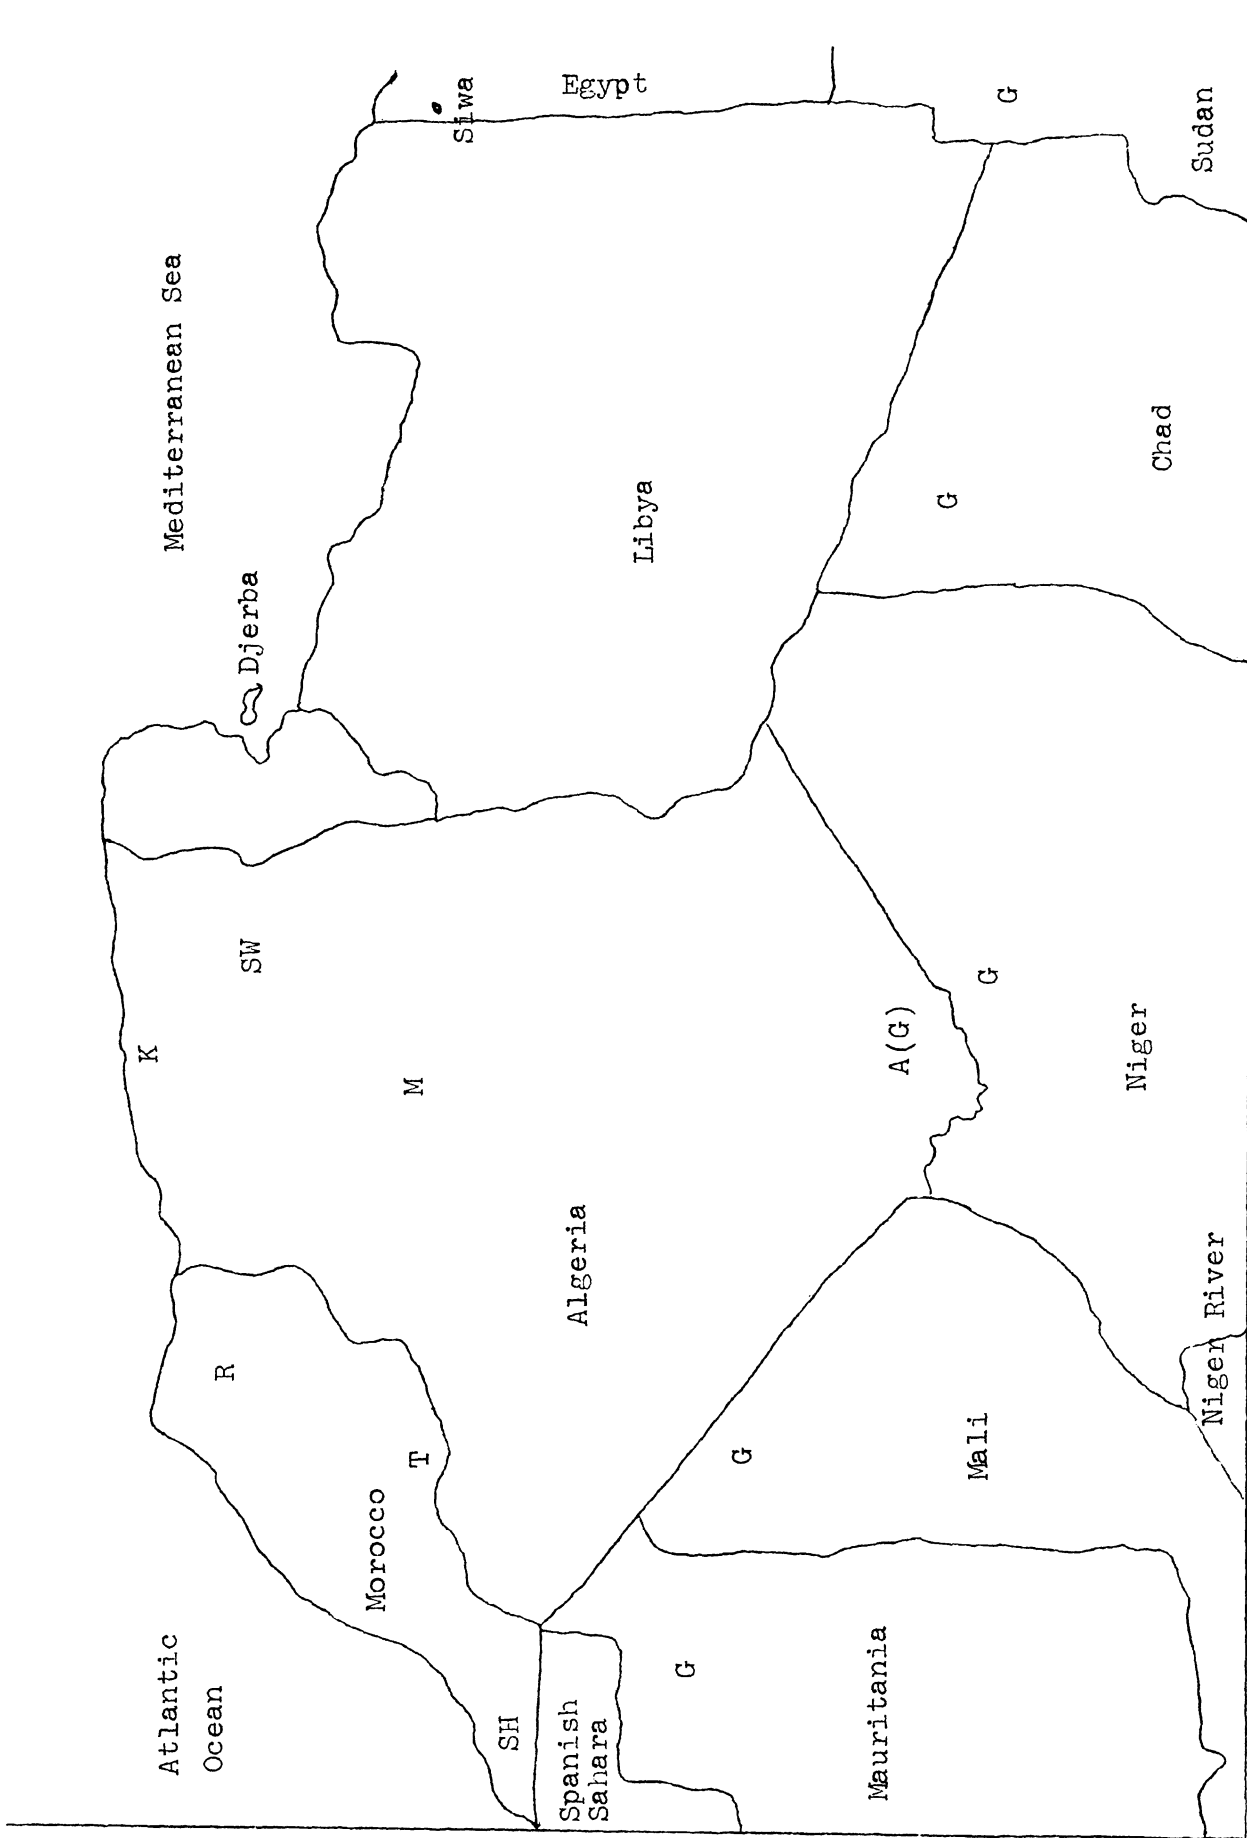 Atlantic
Ocean
Mediterranean Sea
K
Djerba
R
SW
Siwa
Morocco
T
M
SH
Egypt
Spanish
Sahara
Algeria
Libya
G
G
Mauritania
A(G)
G
Mali
G
G
Niger
Chad
Niger River
Sudan